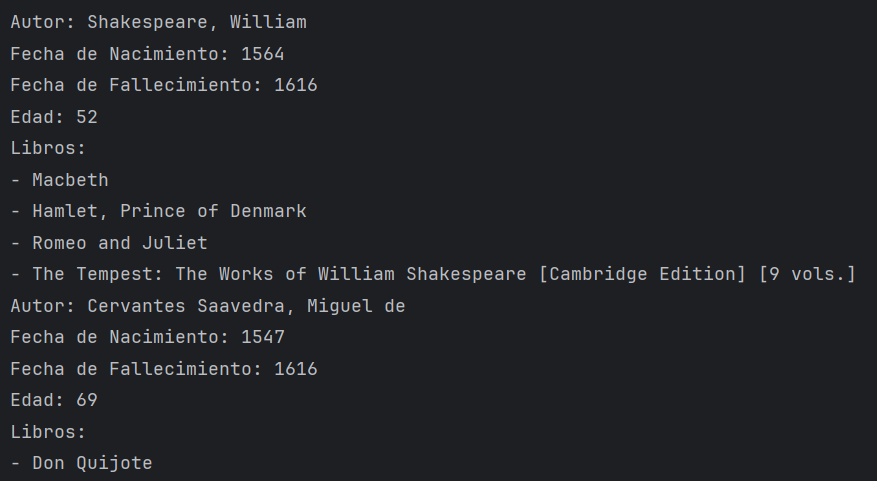 Autor: Shakespeare, William
Fecha de Nacimiento: 1564
Fecha de Fallecimiento: 1616
Edad: 52
Libros:
- Macbeth
- Hamlet, Prince of Denmark
- Romeo and Juliet
- The Tempest: The Works of William Shakespeare [Cambridge Edition] [9 vols.]
Autor: Cervantes Saavedra, Miguel de
Fecha de Nacimiento: 1547
Fecha de Fallecimiento: 1616
Edad: 69
Libros:
- Don Quijote